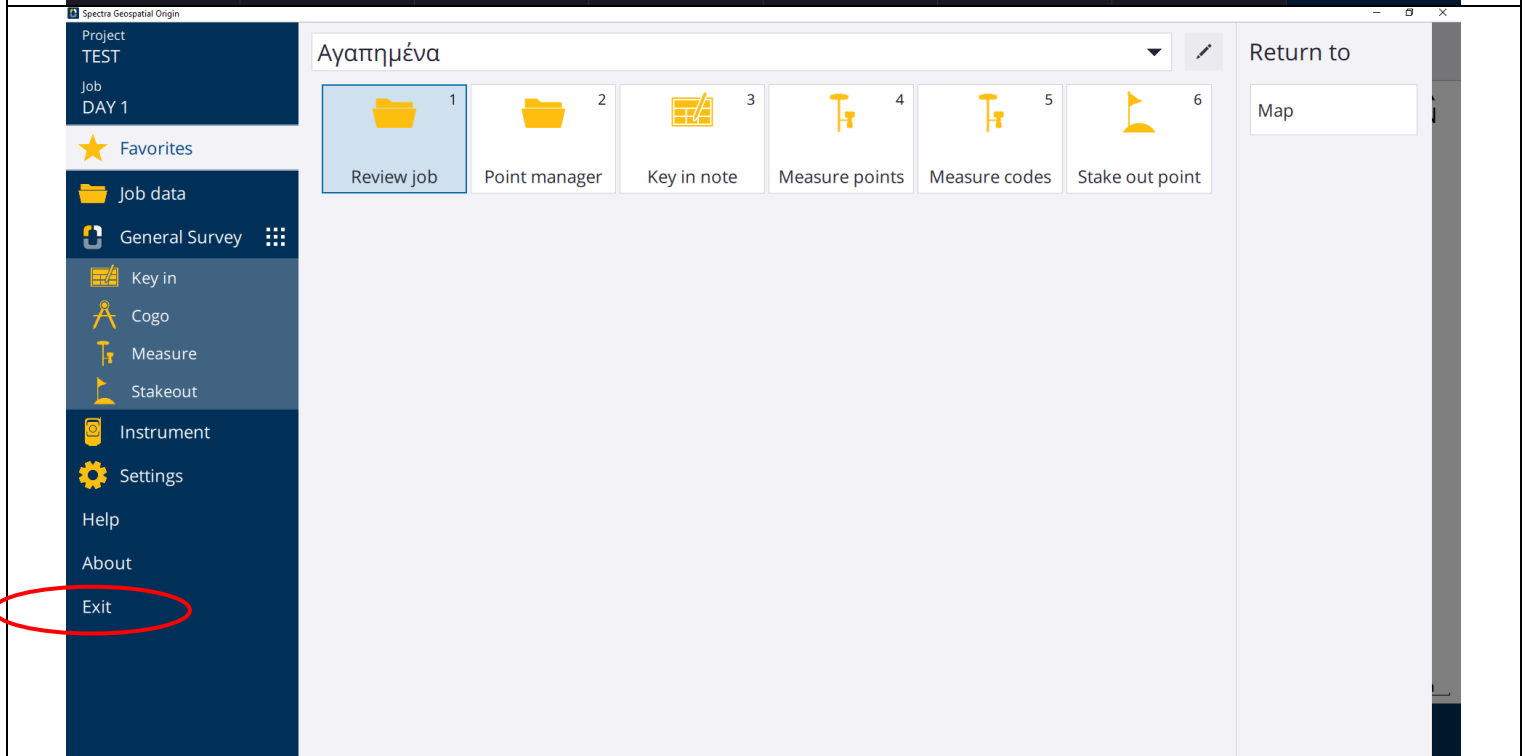 Spectra Geospatial Origin
Project
TEST
Job
DAY 1
Favorites
Job data
General Survey
Key in
Cogo
Measure
Stakeout
Instrument
Settings
Help
About
Exit
Αγαπημένα
1
Review job
2
Point manager
3
Key in note
4
Measure points
5
Measure codes
6
Stake out point
Return to
Map